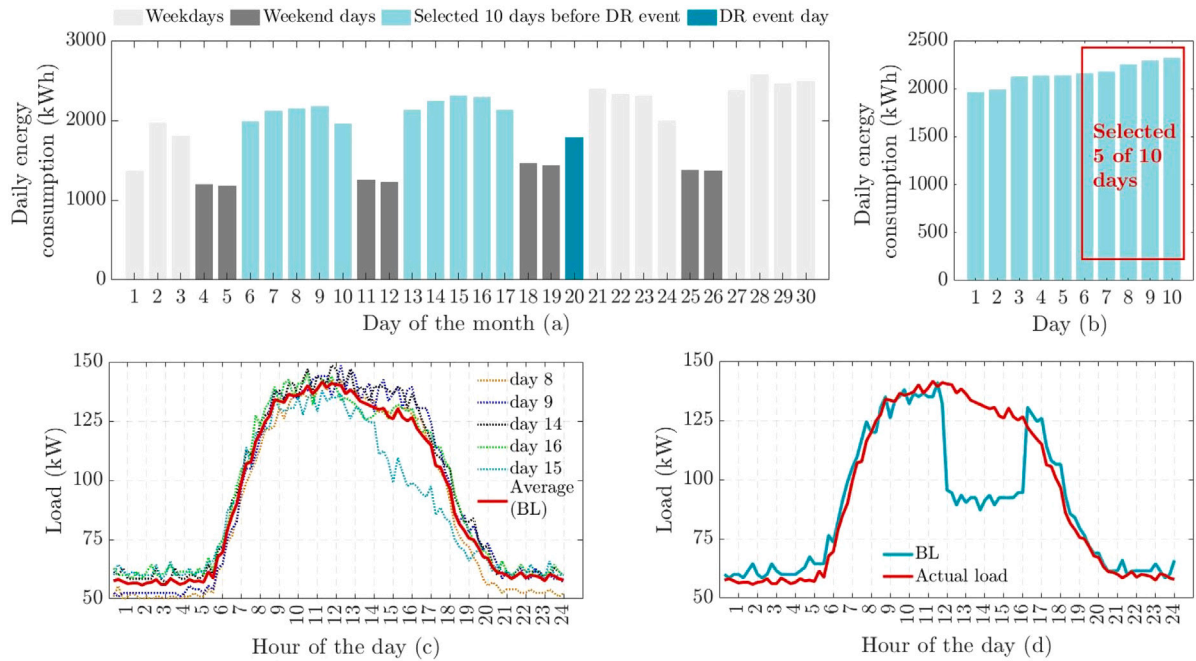 Weekdays Weekend days Selected 10 days before DR event DR event day
Daily energy
consumption (kWh)
3000
2000
1000
0
1 2 3 4 5 6 7 8 9 10 11 12 13 14 15 16 17 18 19 20 21 22 23 24 25 26 27 28 29 30
Day of the month (a)
Daily energy
consumption (kWh)
2500
2000
1500
1000
500
0
Selected
5 of 10
days
1 2 3 4 5 6 7 8 9 10
Day (b)
Load (kW)
150
125
100
75
50
day 8
day 9
day 14
day 16
day 15
Average
(BL)
1 2 3 4 5 6 7 8 9 10 11 12 13 14 15 16 17 18 19 20 21 22 23 24
Hour of the day (c)
Load (kW)
150
125
100
75
50
BL
Actual load
1 2 3 4 5 6 7 8 9 10 11 12 13 14 15 16 17 18 19 20 21 22 23 24
Hour of the day (d)